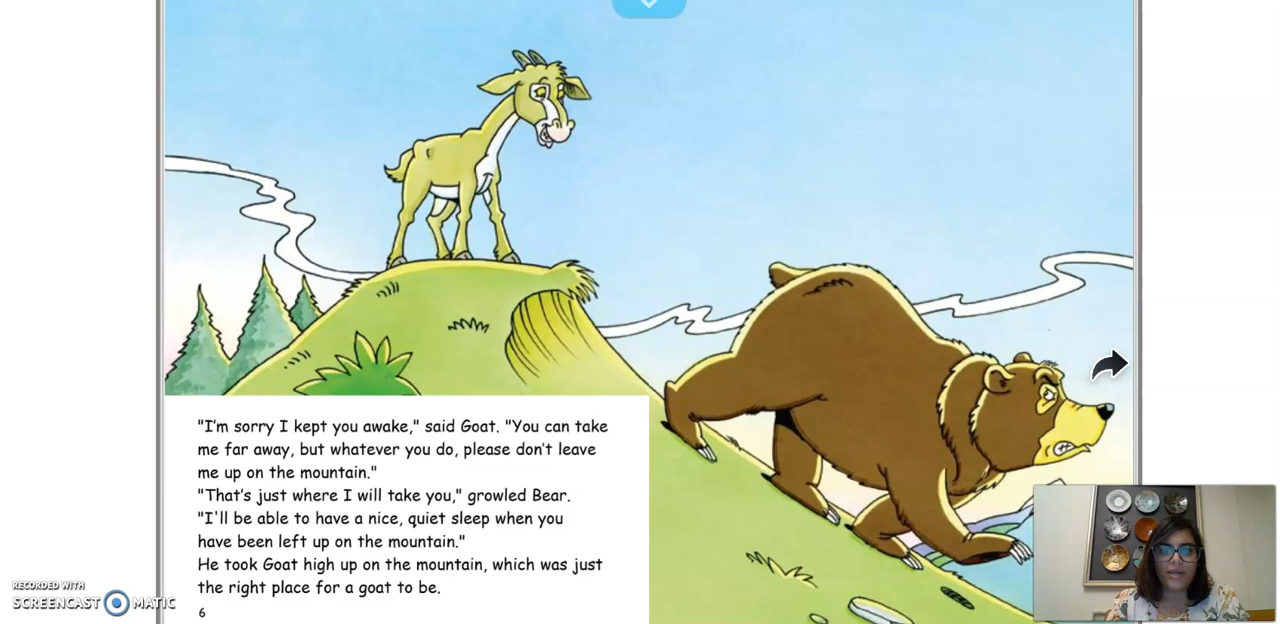 "I'm sorry I kept you awake," said Goat. "You can take
me far away, but whatever you do, please don't leave
me up on the mountain."
"That's just where I will take you," growled Bear.
"I'll be able to have a nice, quiet sleep when you
have been left up on the mountain."
He took Goat high up on the mountain, which was just
the right place for a goat to be.
6
RECORDED WITH
SCREENCAST MATIC